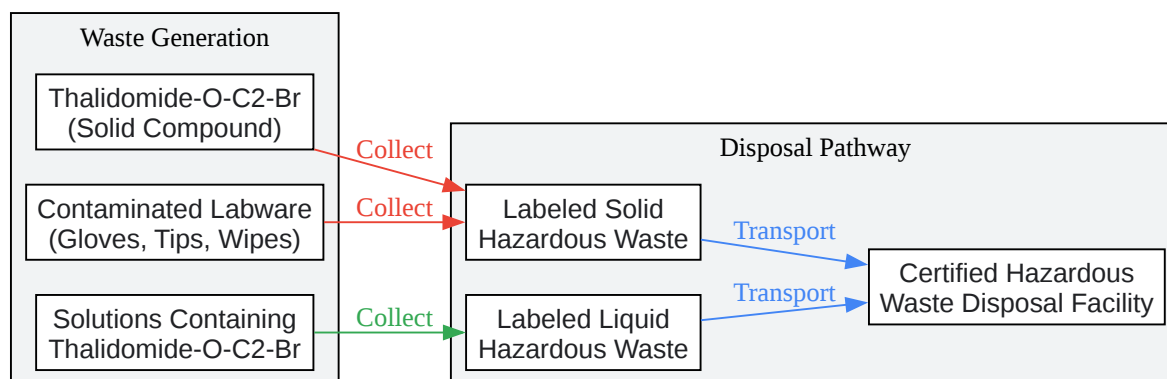 Waste Generation
Thalidomide-O-C2-Br
(Solid Compound)
Contaminated Labware
(Gloves, Tips, Wipes)
Solutions Containing
Thalidomide-O-C2-Br
Collect
Collect
Collect
Disposal Pathway
Labeled Solid
Hazardous Waste
Labeled Liquid
Hazardous Waste
Transport
Transport
Certified Hazardous
Waste Disposal Facility